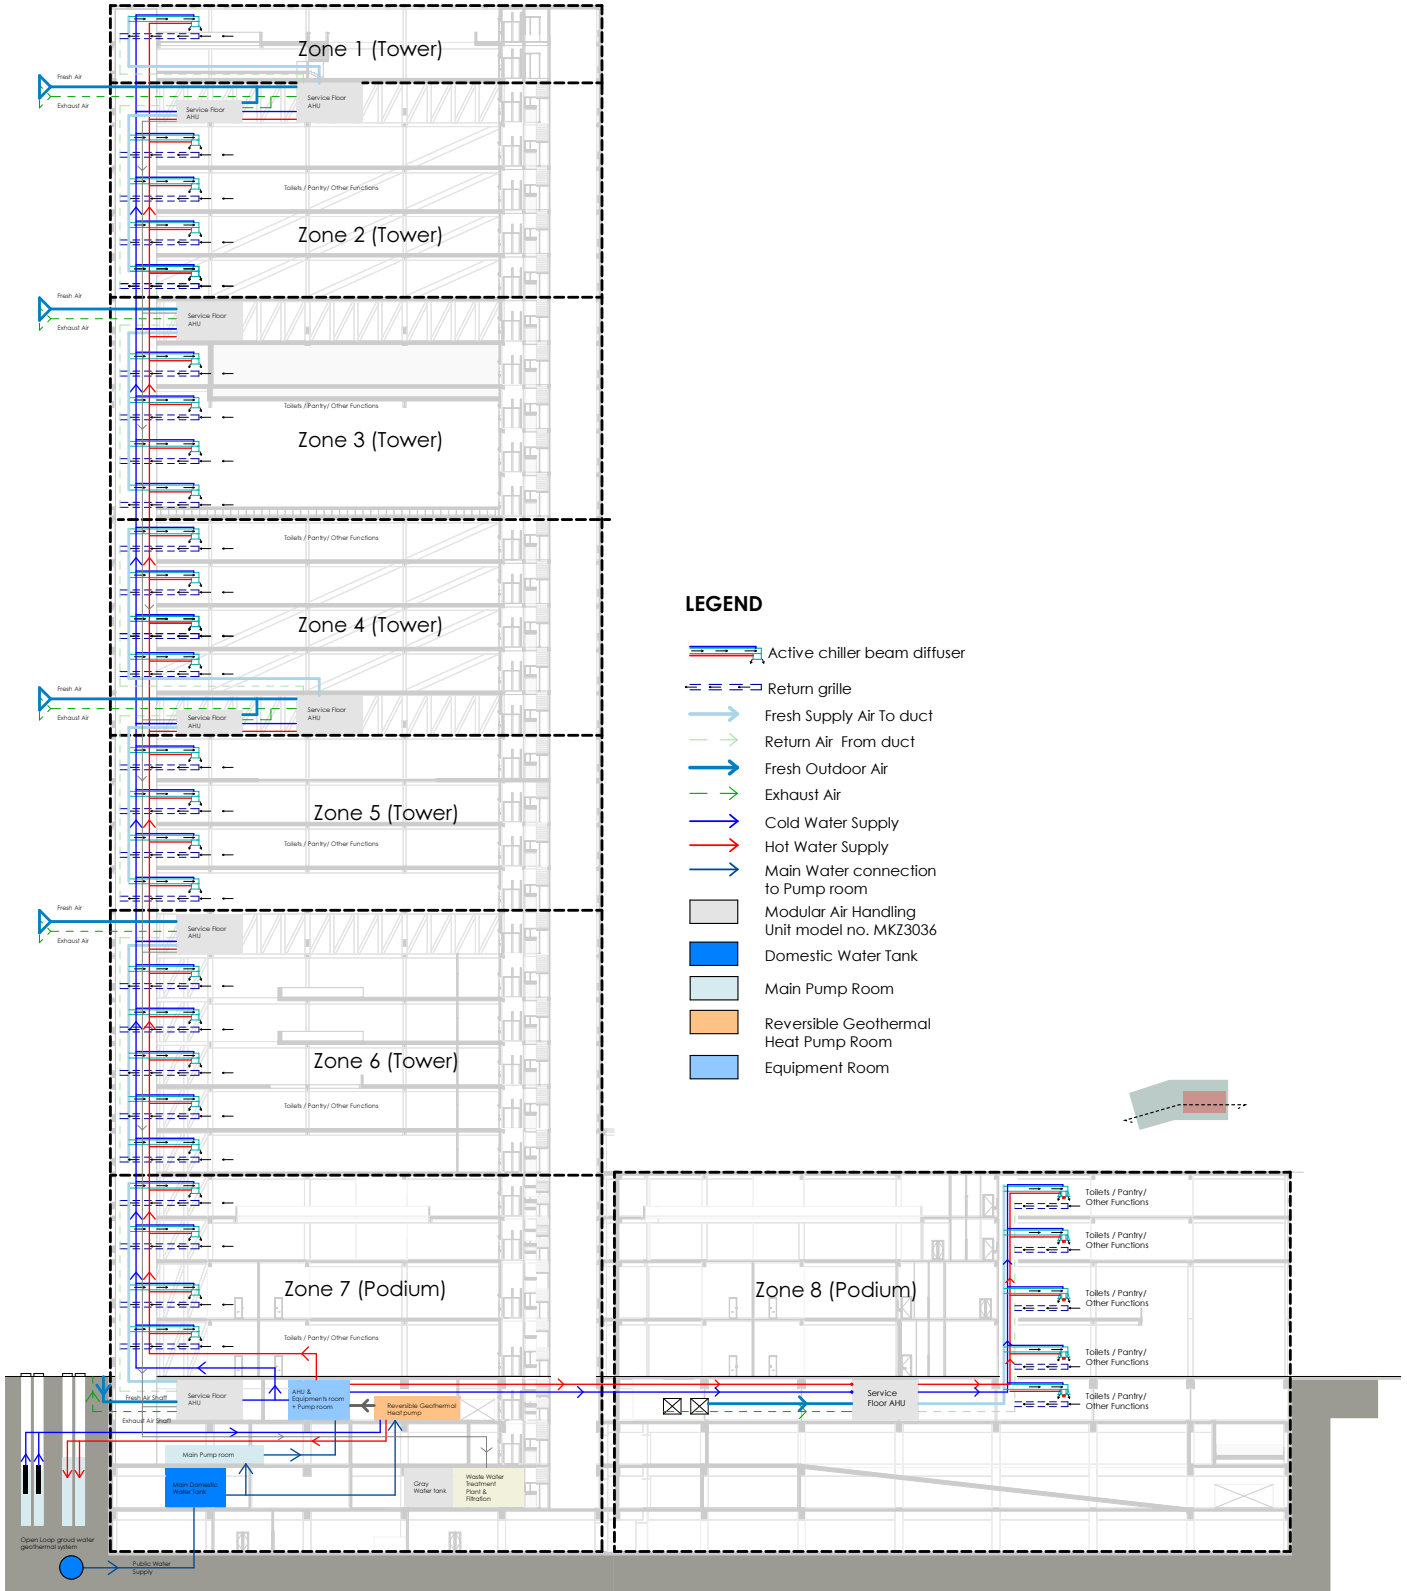 Zone 1 (Tower)
Fresh Air
Exhaust Air
Service Floor
AHU
Service Floor
AHU
Toilets / Pantry/ Other Functions
Zone 2 (Tower)
Fresh Air
Exhaust Air
Service Floor
AHU
Toilets /Pantry/ Other Functions
Zone 3 (Tower)
Toilets / Pantry/ Other Functions
Zone 4 (Tower)
Fresh Air
Exhaust Air
Service Floor
AHU
Service Floor
AHU
Zone 5 (Tower)
Toilets / Pantry/ Other Functions
Fresh Air
Exhaust Air
Service Floor
AHU
Zone 6 (Tower)
Toilets / Pantry/ Other Functions
LEGEND
Active chiller beam diffuser
Return grille
Fresh Supply Air To duct
Return Air From duct
Fresh Outdoor Air
Exhaust Air
Cold Water Supply
Hot Water Supply
Main Water connection
to Pump room
Modular Air Handling
Unit model no. MKZ3036
Domestic Water Tank
Main Pump Room
Reversible Geothermal
Heat Pump Room
Equipment Room
Zone 7 (Podium)
Toilets / Pantry/ Other Functions
Zone 8 (Podium)
Toilets / Pantry/
Other Functions
Toilets / Pantry/
Other Functions
Toilets / Pantry/
Other Functions
Toilets / Pantry/
Other Functions
Toilets / Pantry/
Other Functions
Fresh Air Shaft
Exhaust Air Shaft
Service Floor
AHU
AHU &
Equipments room
+ Pump room
Reversible Geothermal
Heat pump
Service
Floor AHU
Main Pump room
Main Domestic
Water Tank
Gray
Water tank
Waste Water
Treatment
Plant &
Filtration
Open Loop groud water
geothermal system
Public Water
Supply